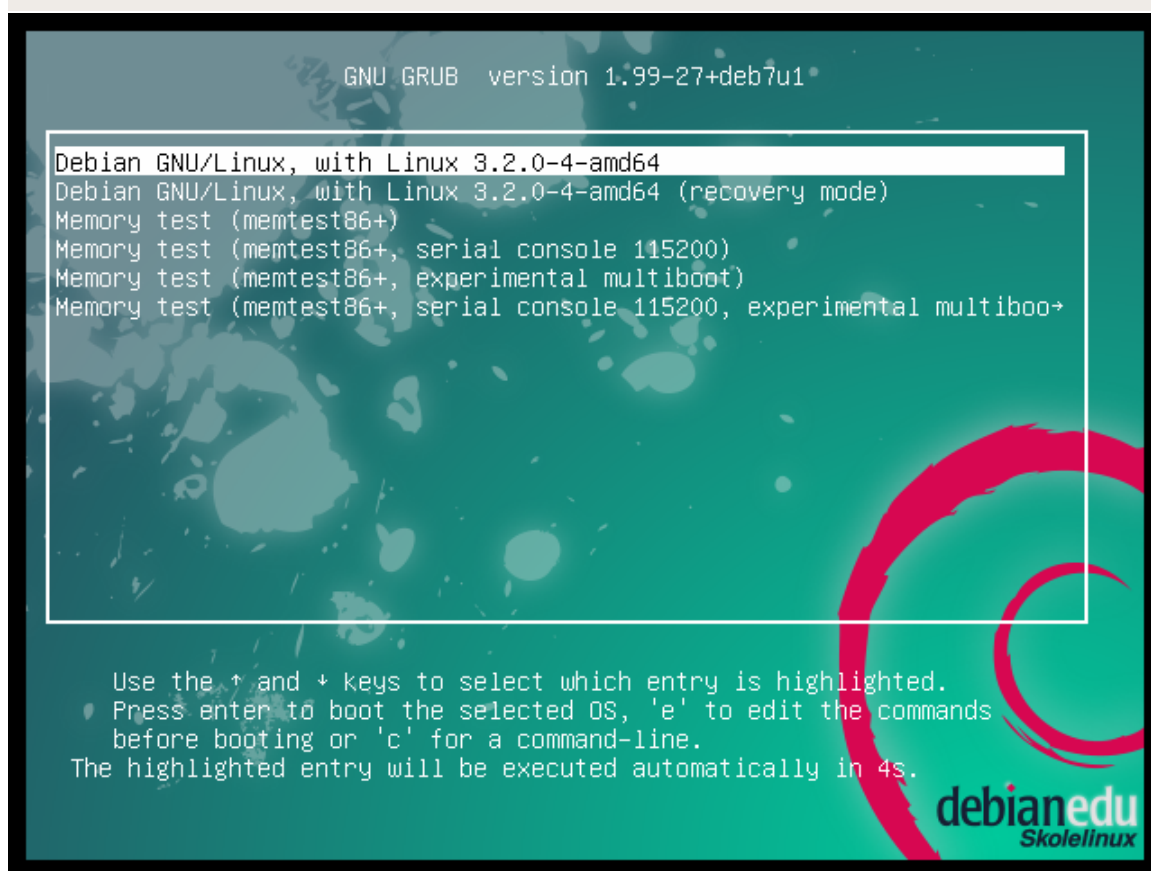 GNU GRUB  version 1.99-27+deb7u1
Debian GNU/Linux, with Linux 3.2.0-4-amd64
Debian GNU/Linux, with Linux 3.2.0-4-amd64 (recovery mode)
Memory test (memtest86+)
Memory test (memtest86+, serial console 115200)
Memory test (memtest86+, experimental multiboot)
Memory test (memtest86+, serial console 115200, experimental multiboo→
Use the ↑ and ↓ keys to select which entry is highlighted.
Press enter to boot the selected OS, 'e' to edit the commands
before booting or 'c' for a command-line.
The highlighted entry will be executed automatically in 4s.
debianedu
Skolelinux